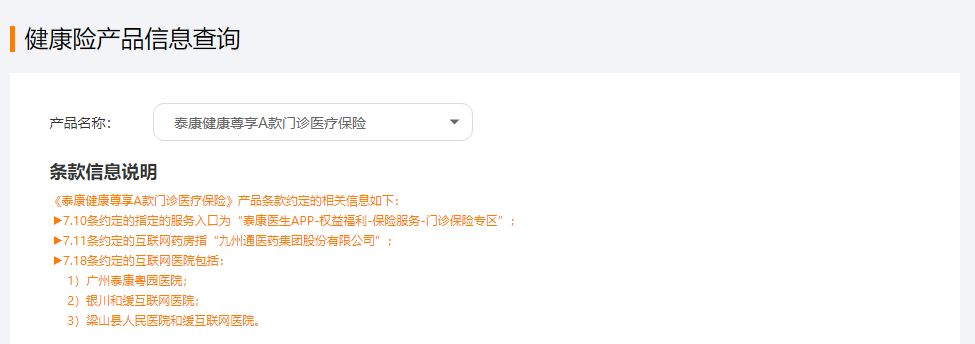 健康险产品信息查询
产品名称：
泰康健康尊享A款门诊医疗保险
条款信息说明
《泰康健康尊享A款门诊医疗保险》产品条款约定的相关信息如下：
▶7.10条约定的指定的服务入口为“泰康医生APP-权益福利-保险服务-门诊保险专区”；
▶7.11条约定的互联网药房指“九州通医药集团股份有限公司”；
▶7.18条约定的互联网医院包括：
1）广州泰康粤园医院；
2）银川和缓互联网医院；
3）梁山县人民医院和缓互联网医院。